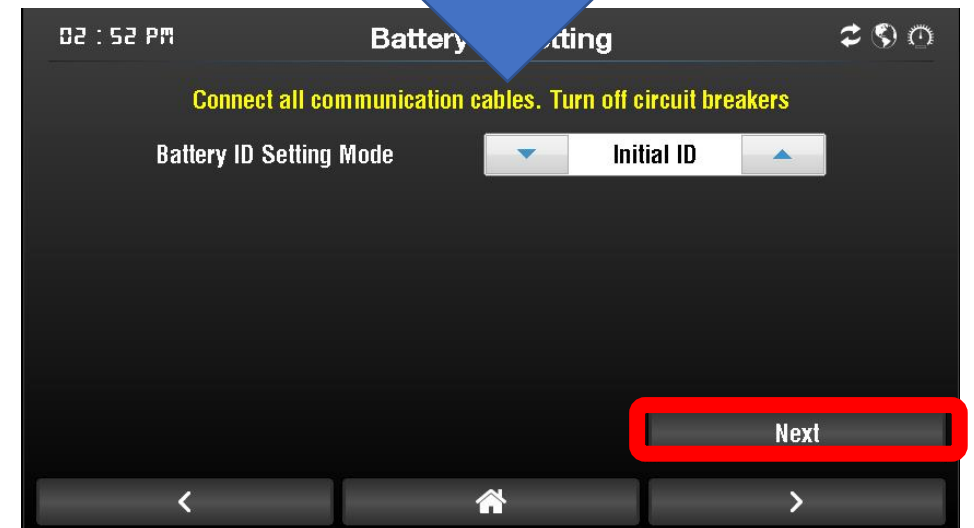 02 : 52 PM
Battery
Connect all communication cables. Turn off circuit breakers
Battery ID Setting Mode
Initial ID
Next